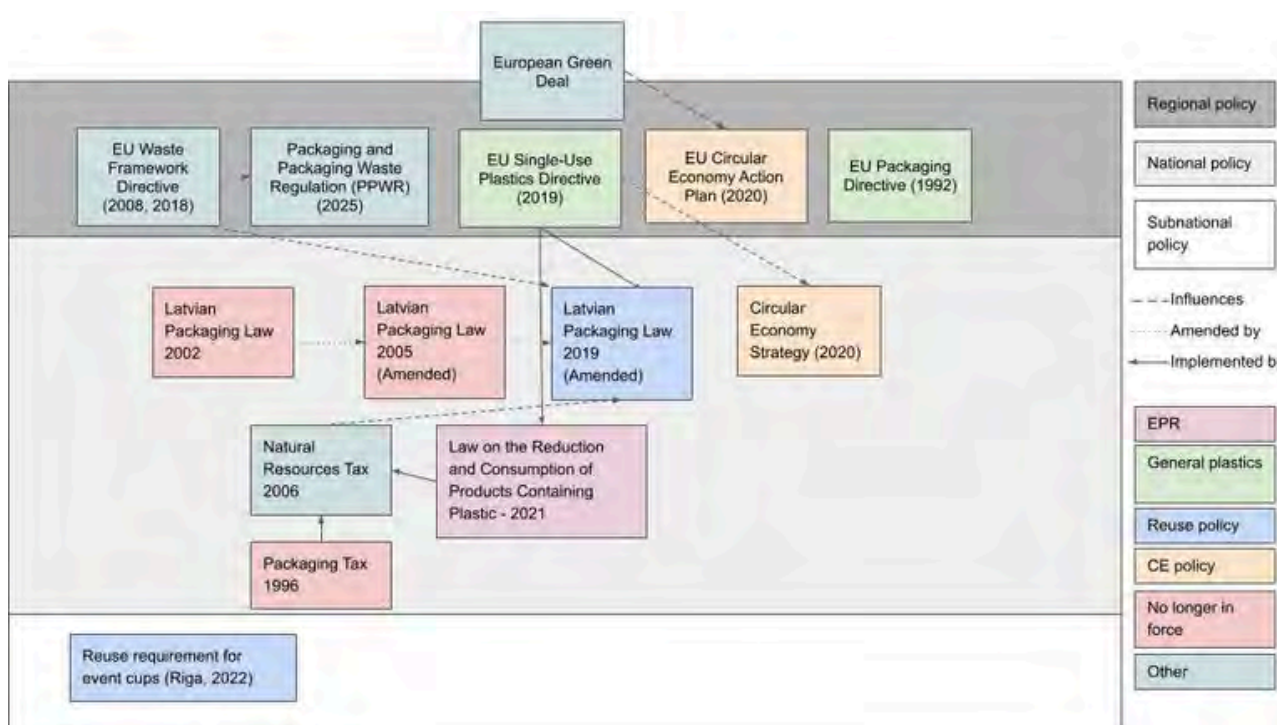 European Green
Deal
EU Waste
Framework
Directive
(2008, 2018)
Packaging and
Packaging Waste
Regulation (PPWR)
(2025)
EU Single-Use
Plastics Directive
(2019)
EU Circular
Economy Action
Plan (2020)
EU Packaging
Directive (1992)
Latvian
Packaging Law
2002
Latvian
Packaging Law
2005
(Amended)
Latvian
Packaging Law
2019
(Amended)
Circular
Economy
Strategy (2020)
Natural
Resources Tax
2006
Law on the Reduction
and Consumption of
Products Containing
Plastic - 2021
Packaging Tax
1996
Reuse requirement for
event cups (Riga, 2022)
Regional policy
National policy
Subnational
policy
Influences
Amended by
Implemented b
EPR
General plastics
Reuse policy
CE policy
No longer in
force
Other